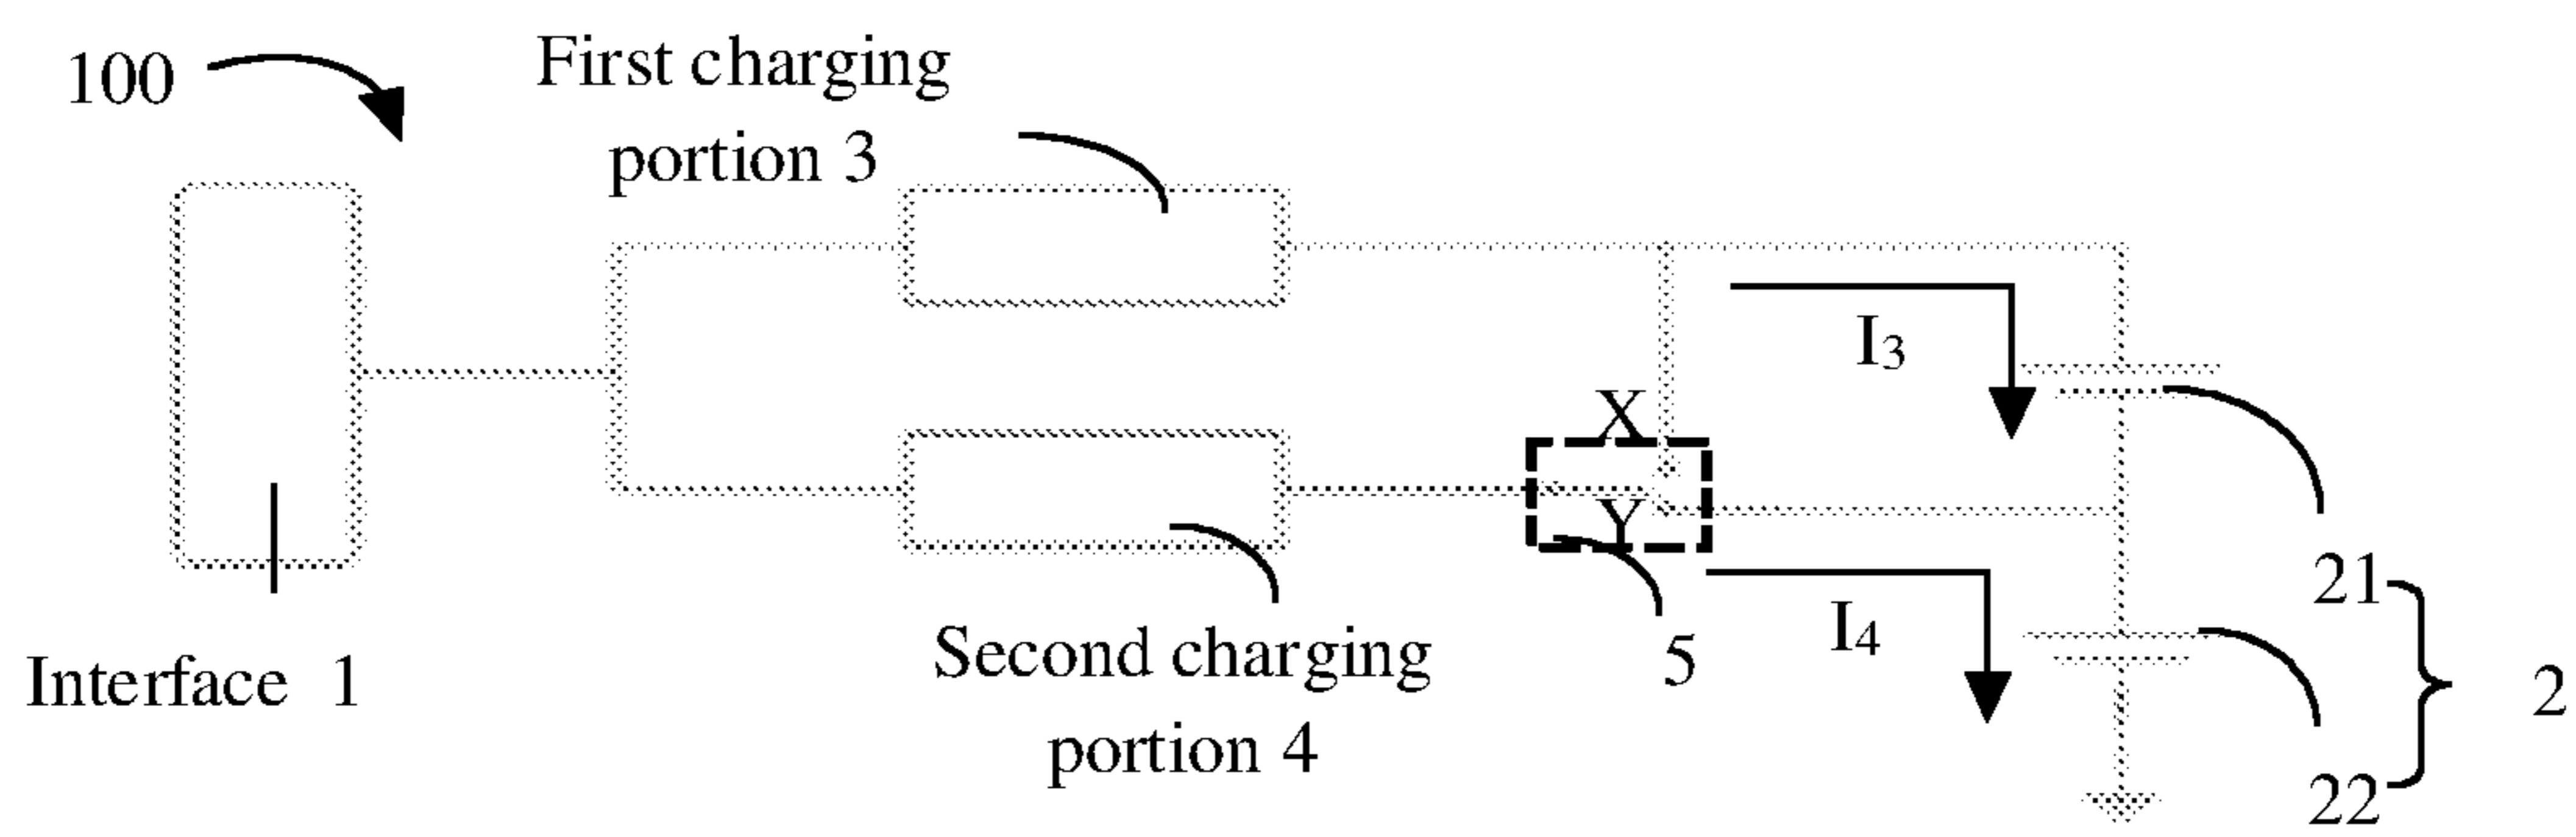 100
First charging
portion 3
I3
X
Y
21
I4
5
Second charging
portion 4
Interface 1
2
22